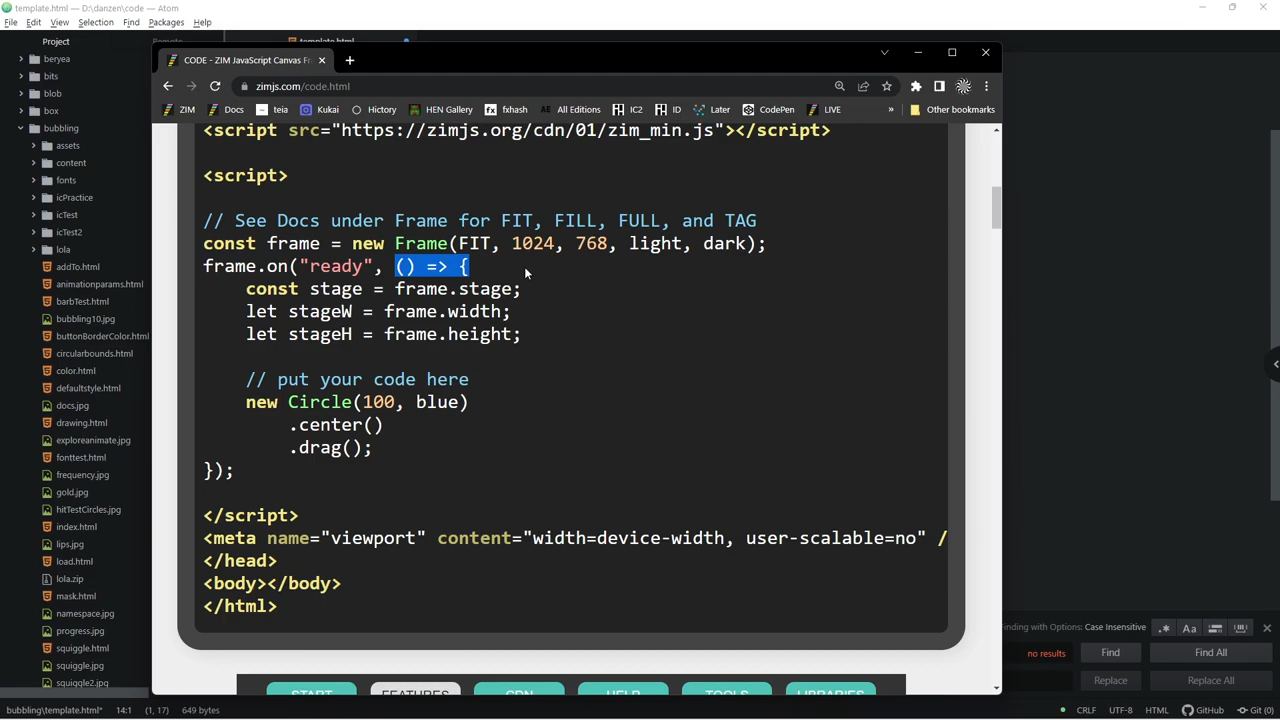 template.html — D:\danzen\code — Atom
File Edit View Selection Find Packages Help
Project
template.html
beryea
bits
blob
box
bubbling
assets
content
fonts
icPractice
icTest
icTest2
lola
addTo.html
animationparams.html
barbTest.html
bubbling10.jpg
buttonBorderColor.html
circularbounds.html
color.html
defaultstyle.html
docs.jpg
drawing.html
exploreanimate.jpg
fonttest.html
frequency.jpg
gold.jpg
hitTestCircles.jpg
index.html
lips.jpg
load.html
lola.zip
mask.html
namespace.jpg
progress.jpg
squiggle.html
squiggle.jpg
squiggle2.jpg
CODE - ZIM JavaScript Canvas Fr
zimjs.com/code.html
ZIM Docs teia Kukai Hictory HEN Gallery fxhash AE All Editions IC2 ID Later CodePen LIVE » Other bookmarks
<script src="https://zimjs.org/cdn/01/zim_min.js"></script>
<script>
// See Docs under Frame for FIT, FILL, FULL, and TAG
const frame = new Frame(FIT, 1024, 768, light, dark);
frame.on("ready", () => {
const stage = frame.stage;
let stageW = frame.width;
let stageH = frame.height;
// put your code here
new Circle(100, blue)
.center()
.drag();
});
</script>
<meta name="viewport" content="width=device-width, user-scalable=no" /
</head>
<body></body>
</html>
START FEATURES CDN HELP TOOLS LIBRARIES
Finding with Options: Case Insensitive
.* Aa
no results Find Find All
Replace Replace All
bubbling\template.html* 14:1 (1, 17) 649 bytes
CRLF UTF-8 HTML GitHub Git (0)